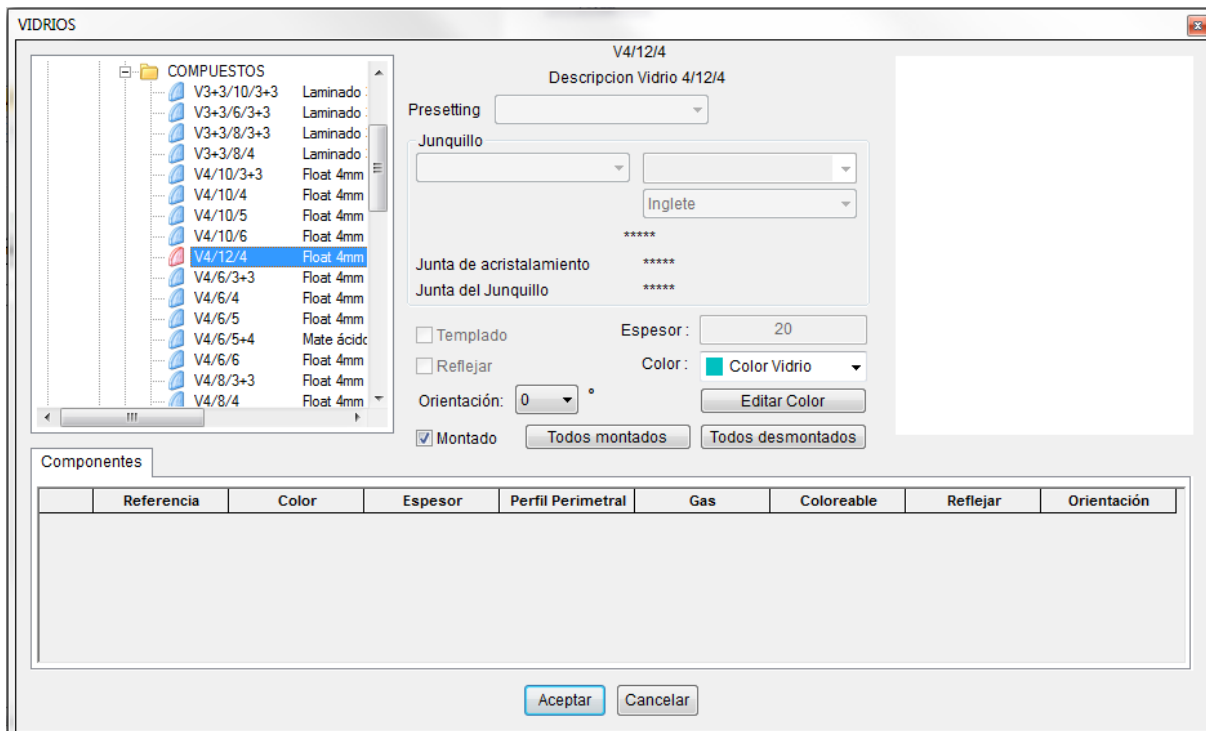 VIDRIOS
COMPUESTOS
V3+3/10/3+3 Laminado
V3+3/6/3+3 Laminado
V3+3/8/3+3 Laminado
V3+3/8/4 Laminado
V4/10/3+3 Float 4mm
V4/10/4 Float 4mm
V4/10/5 Float 4mm
V4/10/6 Float 4mm
V4/12/4 Float 4mm
V4/6/3+3 Float 4mm
V4/6/4 Float 4mm
V4/6/5 Float 4mm
V4/6/5+4 Mate ácido
V4/6/6 Float 4mm
V4/8/3+3 Float 4mm
V4/8/4 Float 4mm
V4/12/4
Descripcion Vidrio 4/12/4
Presetting
Junquillo
Inglete
*****
Junta de acristalamiento *****
Junta del Junquillo *****
Templado Espesor : 20
Reflejar Color : Color Vidrio
Orientación: 0 ° Editar Color
Montado Todos montados Todos desmontados
Componentes
Referencia Color Espesor Perfil Perimetral Gas Coloreable Reflejar Orientación
Aceptar Cancelar